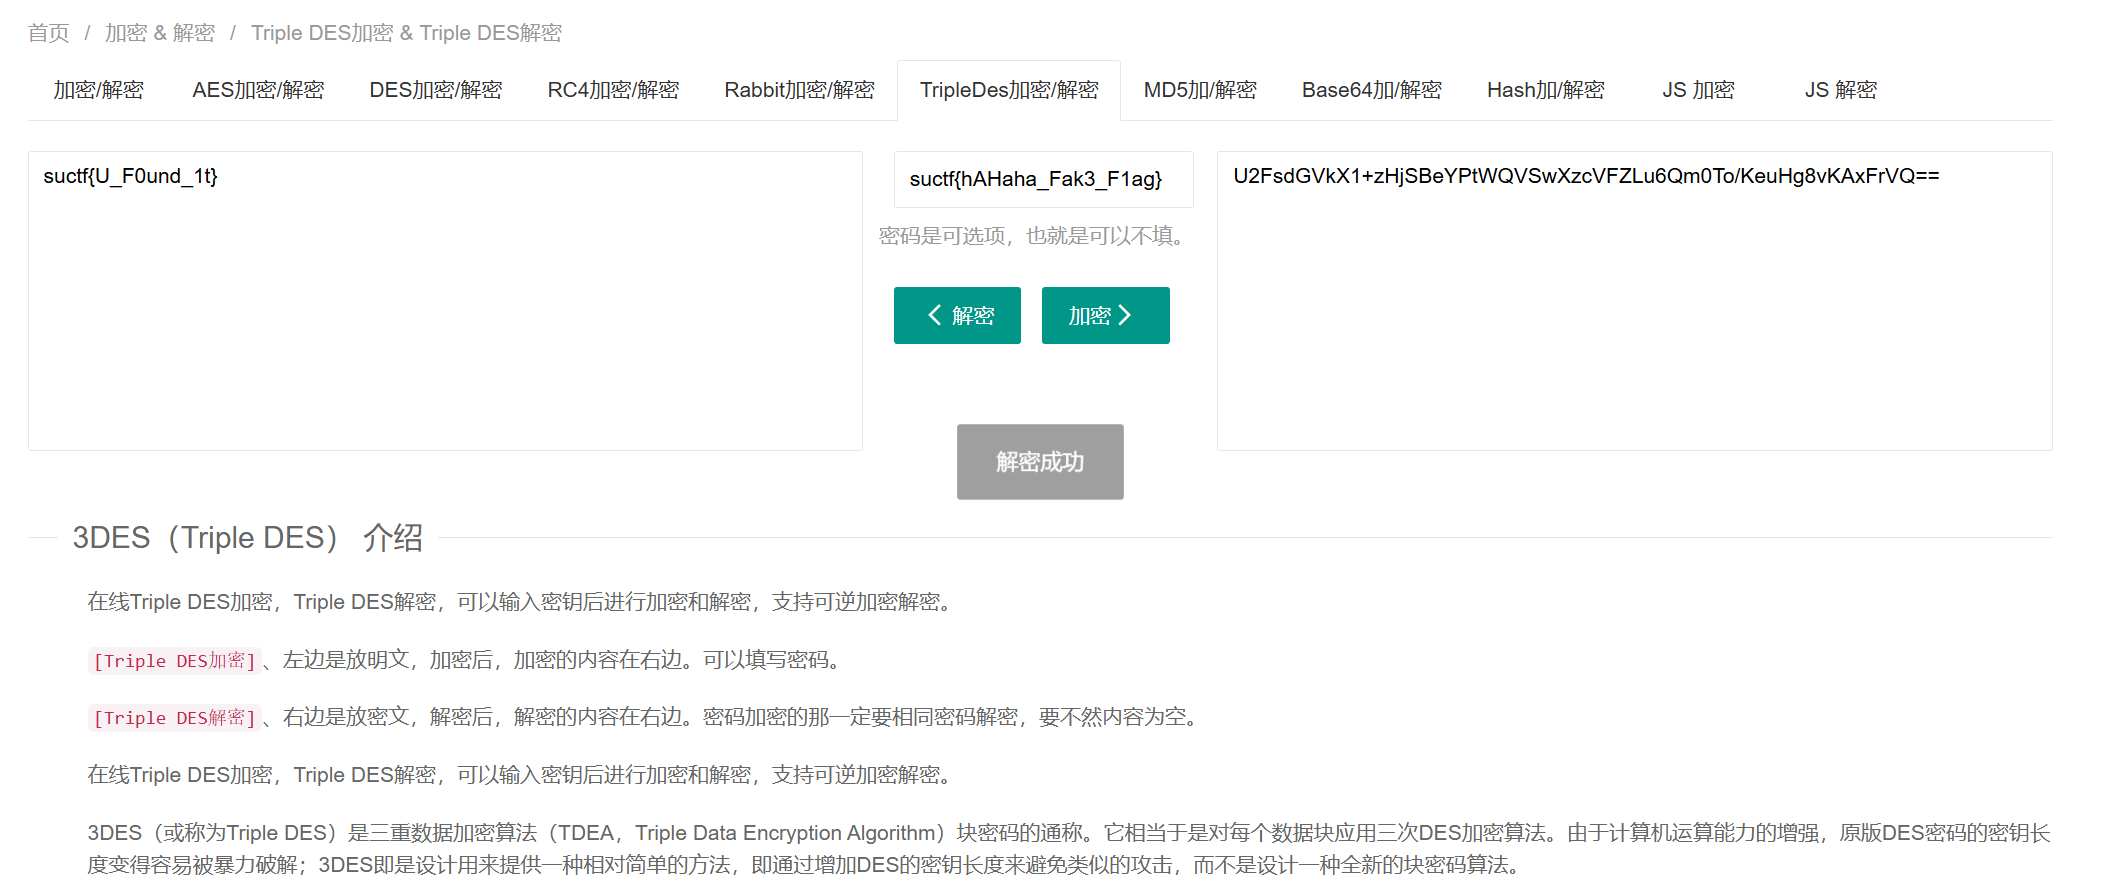 首页 / 加密 & 解密 / Triple DES加密 & Triple DES解密
加密/解密 AES加密/解密 DES加密/解密 RC4加密/解密 Rabbit加密/解密 TripleDes加密/解密 MD5加/解密 Base64加/解密 Hash加/解密 JS 加密 JS 解密
suctf{U_F0und_1t}
suctf{hAHaha_Fak3_F1ag}
密码是可选项，也就是可以不填。
解密 加密
U2FsdGVkX1+zHjSBeYPtWQVSwXzcVFZLu6Qm0To/KeuHg8vKAxFrVQ==
解密成功
3DES（Triple DES） 介绍
在线Triple DES加密，Triple DES解密，可以输入密钥后进行加密和解密，支持可逆加密解密。
[Triple DES加密]、左边是放明文，加密后，加密的内容在右边。可以填写密码。
[Triple DES解密]、右边是放密文，解密后，解密的内容在右边。密码加密的那一定要相同密码解密，要不然内容为空。
在线Triple DES加密，Triple DES解密，可以输入密钥后进行加密和解密，支持可逆加密解密。
3DES（或称为Triple DES）是三重数据加密算法（TDEA，Triple Data Encryption Algorithm）块密码的通称。它相当于是对每个数据块应用三次DES加密算法。由于计算机运算能力的增强，原版DES密码的密钥长
度变得容易被暴力破解；3DES即是设计用来提供一种相对简单的方法，即通过增加DES的密钥长度来避免类似的攻击，而不是设计一种全新的块密码算法。